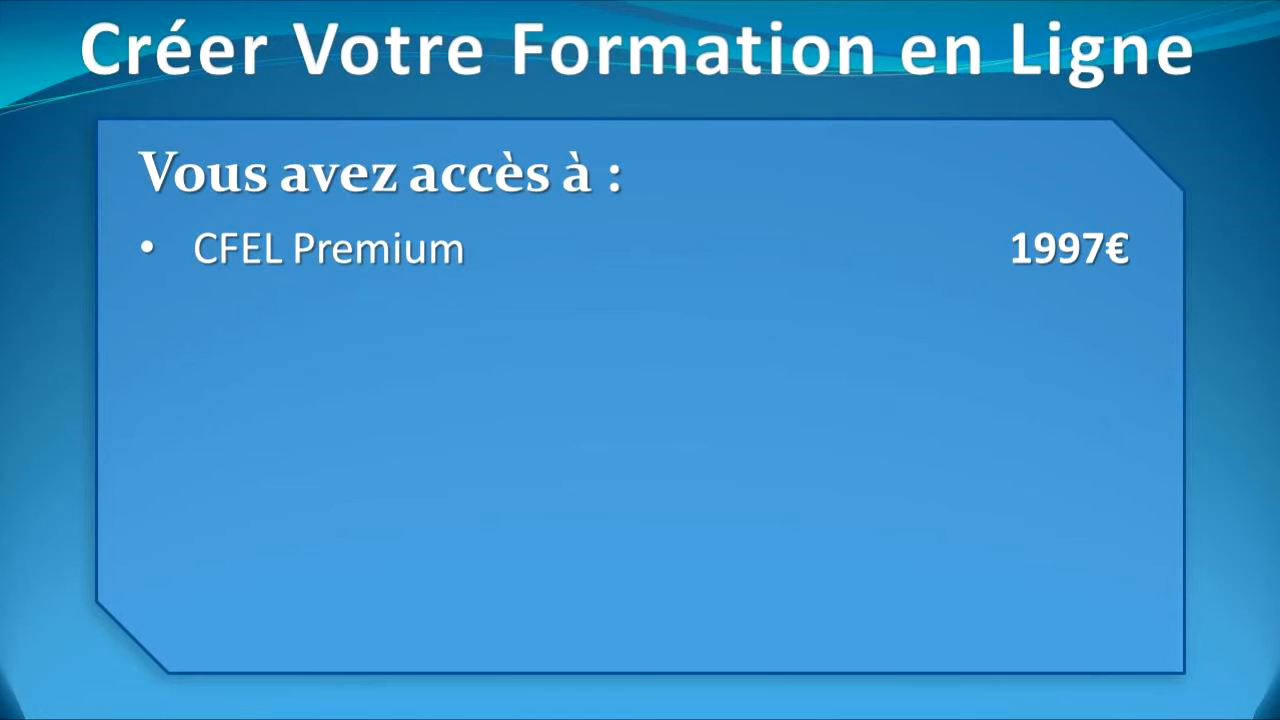 Créer Votre Formation en Ligne
Vous avez accès à :
• CFEL Premium 1997€